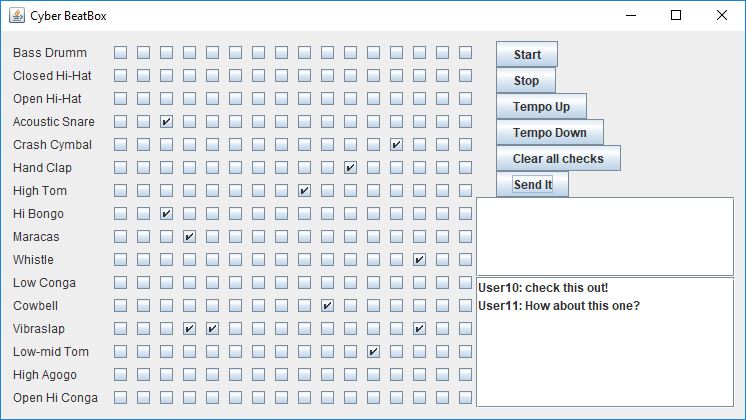 Cyber BeatBox
Bass Drumm
Closed Hi-Hat
Open Hi-Hat
Acoustic Snare
Crash Cymbal
Hand Clap
High Tom
Hi Bongo
Maracas
Whistle
Low Conga
Cowbell
Vibraslap
Low-mid Tom
High Agogo
Open Hi Conga
Start
Stop
Tempo Up
Tempo Down
Clear all checks
Send It
User10: check this out!
User11: How about this one?